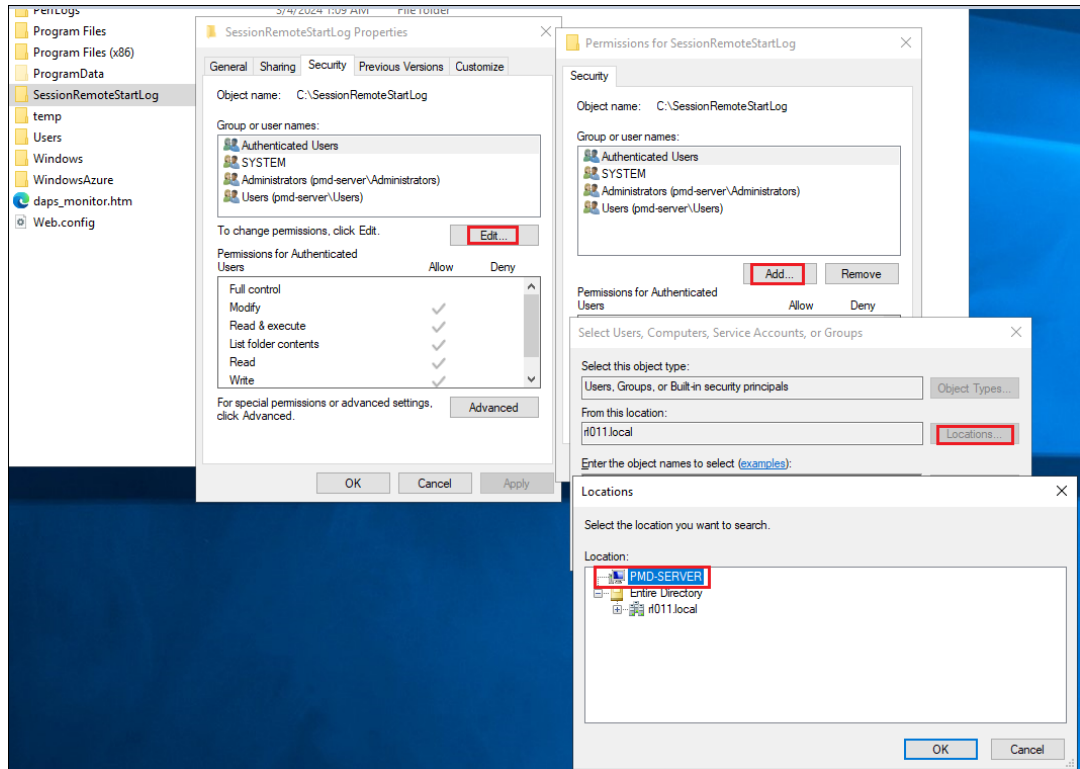 PerfLogs
5/4/2024 1:09 AM File folder
Program Files
Program Files (x86)
ProgramData
SessionRemoteStartLog
temp
Users
Windows
WindowsAzure
daps_monitor.htm
Web.config
SessionRemoteStartLog Properties
General Sharing Security Previous Versions Customize
Object name: C:\SessionRemoteStartLog
Group or user names:
Authenticated Users
SYSTEM
Administrators (pmd-server\Administrators)
Users (pmd-server\Users)
To change permissions, click Edit.
Edit...
Permissions for Authenticated
Users Allow Deny
Full control
Modify
Read & execute
List folder contents
Read
Write
For special permissions or advanced settings,
click Advanced.
Advanced
OK Cancel Apply
Permissions for SessionRemoteStartLog
Security
Object name: C:\SessionRemoteStartLog
Group or user names:
Authenticated Users
SYSTEM
Administrators (pmd-server\Administrators)
Users (pmd-server\Users)
Add... Remove
Permissions for Authenticated
Users Allow Deny
Select Users, Computers, Service Accounts, or Groups
Select this object type:
Users, Groups, or Built-in security principals
Object Types...
From this location:
rl011.local
Locations...
Enter the object names to select (examples):
Locations
Select the location you want to search.
Location:
PMD-SERVER
Entire Directory
rl011.local
OK Cancel